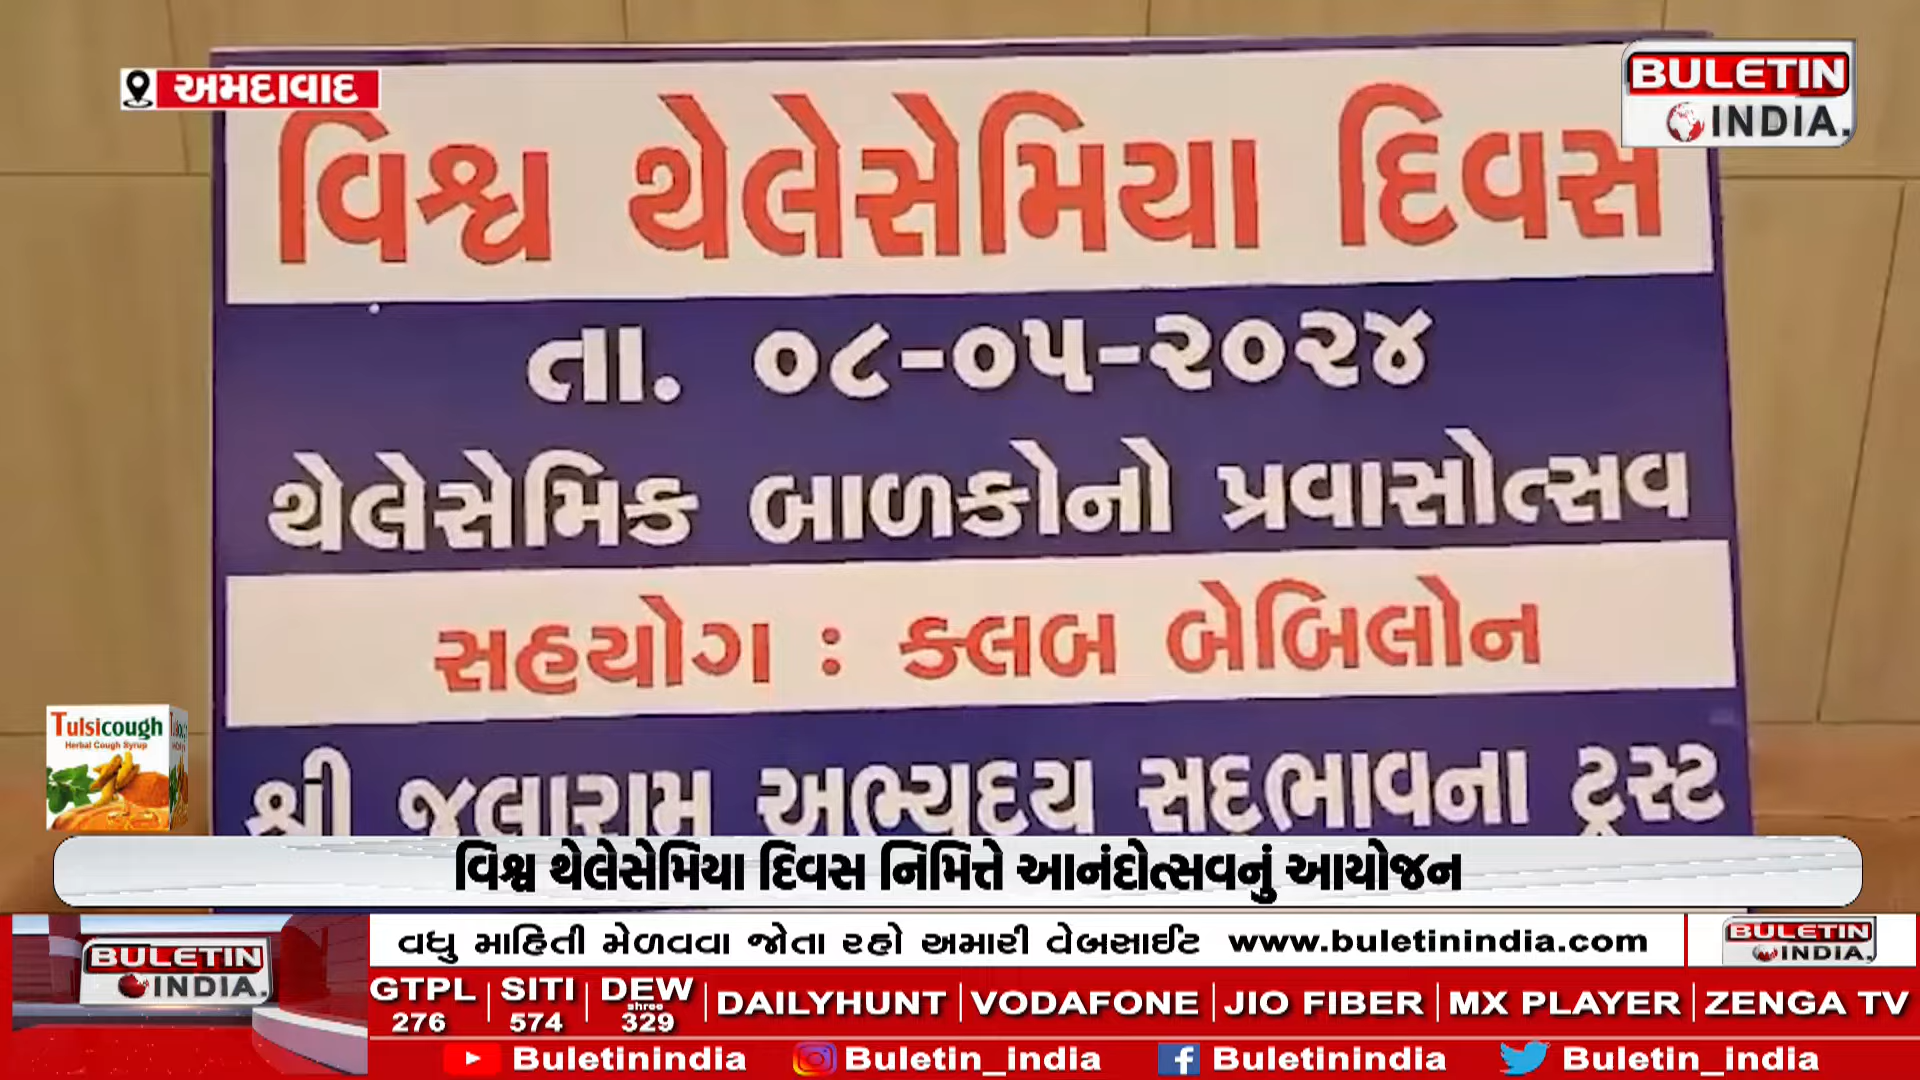 અમદાવાદ
BULETIN
INDIA.
વિશ્વ થેલેસેમિયા દિવસ
તા. ૦૮-૦૫-૨૦૨૪
થેલેસેમિક બાળકોનો પ્રવાસોત્સવ
સહયોગ : ક્લબ બેબિલોન
શ્રી જલારામ અભ્યુદય સદભાવના ટ્રસ્ટ
Tulsicough
Herbal Cough Syrup
વિશ્વ થેલેસેમિયા દિવસ નિમિત્તે આનંદોત્સવનું આયોજન
BULETIN
INDIA.
વધુ માહિતી મેળવવા જોતા રહો અમારી વેબસાઈટ www.buletinindia.com
BULETIN
INDIA.
GTPL 276 | SITI 574 | DEW shree 329 | DAILYHUNT | VODAFONE | JIO FIBER | MX PLAYER | ZENGA TV
Buletinindia Buletin_india Buletinindia Buletin_india